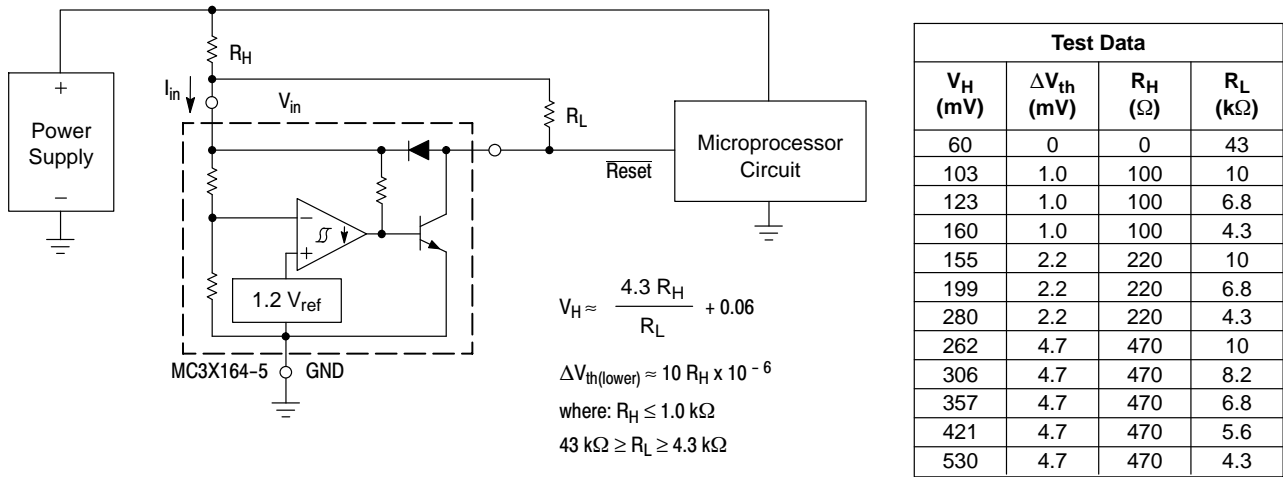 R_H
I_in
V_in
+
Power
Supply
−
R_L
Reset
Microprocessor
Circuit
−
+
1.2 V_ref
MC3X164−5
GND
V_H ≈ 4.3 R_H / R_L + 0.06
ΔV_th(lower) ≈ 10 R_H x 10^−6
where: R_H ≤ 1.0 kΩ
43 kΩ ≥ R_L ≥ 4.3 kΩ
Test Data
V_H (mV) ΔV_th (mV) R_H (Ω) R_L (kΩ)
60 0 0 43
103 1.0 100 10
123 1.0 100 6.8
160 1.0 100 4.3
155 2.2 220 10
199 2.2 220 6.8
280 2.2 220 4.3
262 4.7 470 10
306 4.7 470 8.2
357 4.7 470 6.8
421 4.7 470 5.6
530 4.7 470 4.3